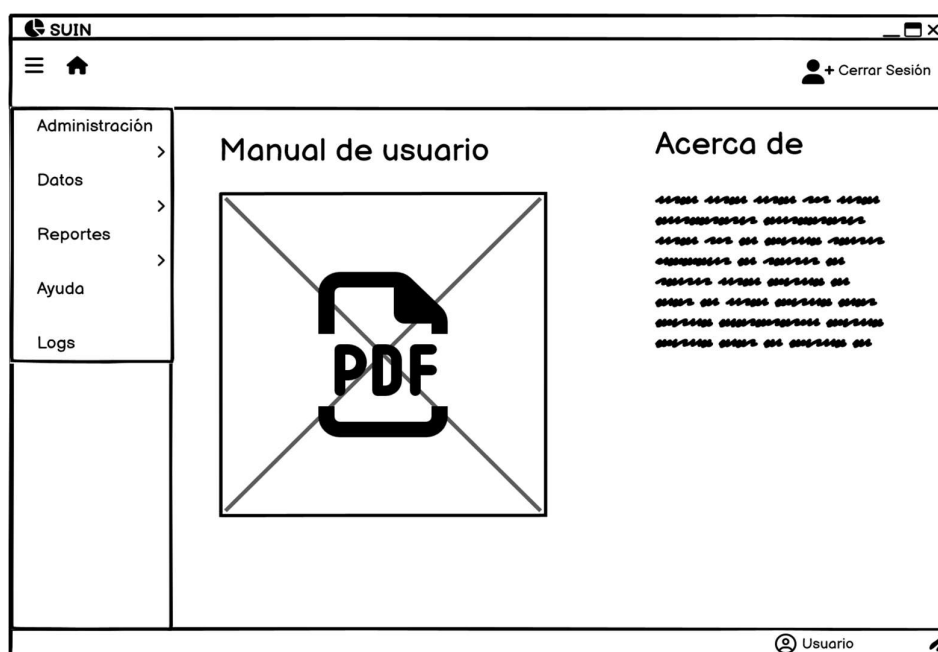 SUIN
Cerrar Sesión
Administración
Datos
Reportes
Ayuda
Logs
Manual de usuario
PDF
Acerca de
Usuario